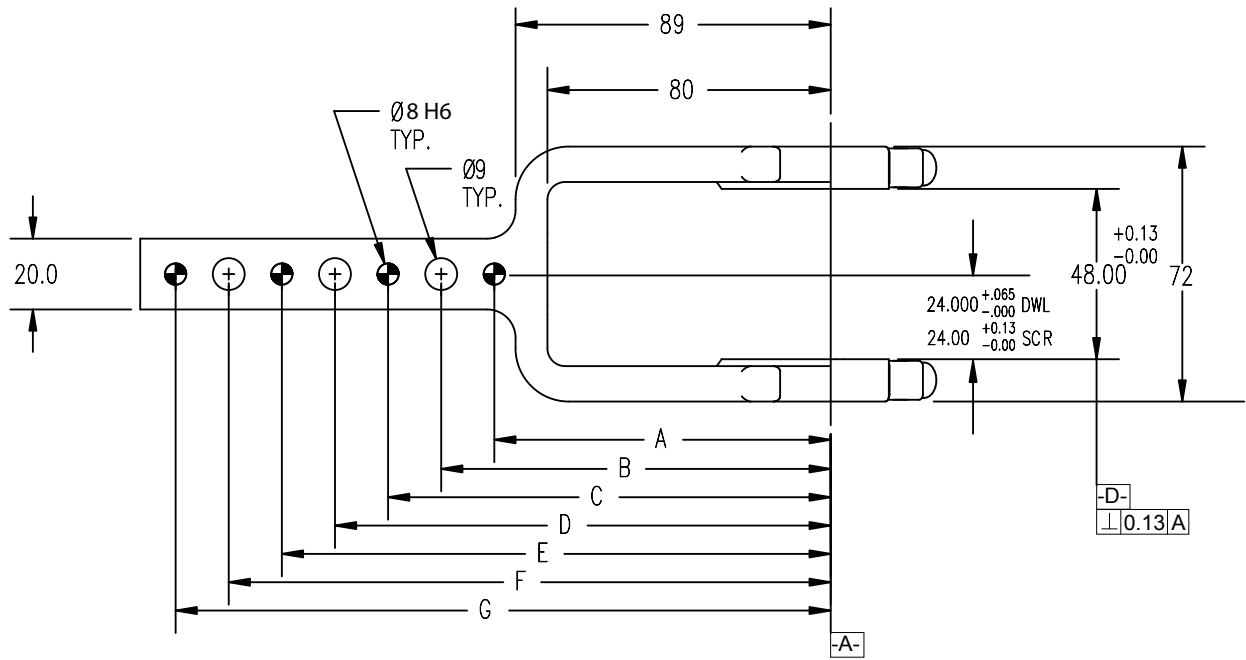 89
80
Ø8 H6
TYP.
Ø9
TYP.
20.0
+0.13
-0.00
48.00
72
24.000 +.065 -.000 DWL
24.00 +0.13 -0.00 SCR
A
B
C
D
E
F
G
-D-
⊥ 0.13 A
-A-